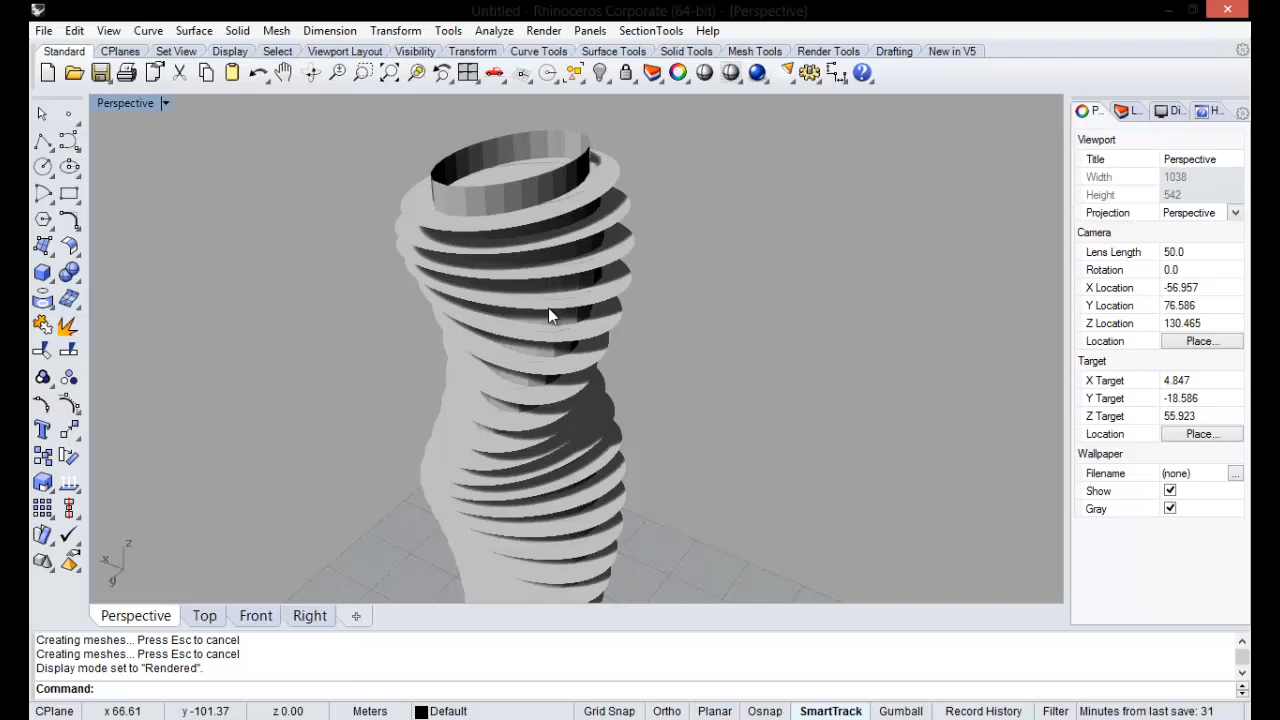 Untitled - Rhinoceros Corporate (64-bit) - [Perspective]
File Edit View Curve Surface Solid Mesh Dimension Transform Tools Analyze Render Panels SectionTools Help
Standard CPlanes Set View Display Select Viewport Layout Visibility Transform Curve Tools Surface Tools Solid Tools Mesh Tools Render Tools Drafting New in V5
Perspective
P... L... Di... H...
Viewport
Title Perspective
Width 1038
Height 542
Projection Perspective
Camera
Lens Length 50.0
Rotation 0.0
X Location -56.957
Y Location 76.586
Z Location 130.465
Location Place...
Target
X Target 4.847
Y Target -18.586
Z Target 55.923
Location Place...
Wallpaper
Filename (none) ...
Show
Gray
z
x
y
Perspective Top Front Right
Creating meshes... Press Esc to cancel
Creating meshes... Press Esc to cancel
Display mode set to "Rendered".
Command:
CPlane x 66.61 y -101.37 z 0.00 Meters Default Grid Snap Ortho Planar Osnap SmartTrack Gumball Record History Filter Minutes from last save: 31